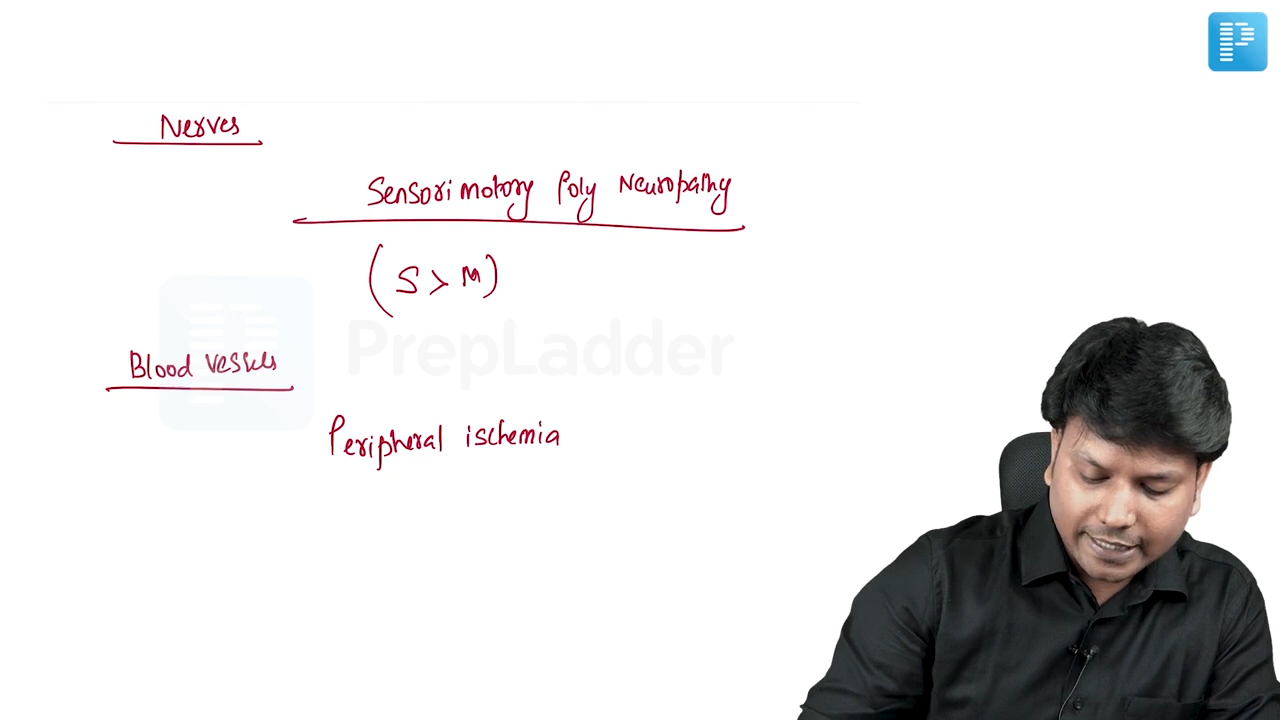 Nerves
Sensorimotory Poly Neuropathy
(S > M)
PrepLadder
Blood vessels
Peripheral ischemia